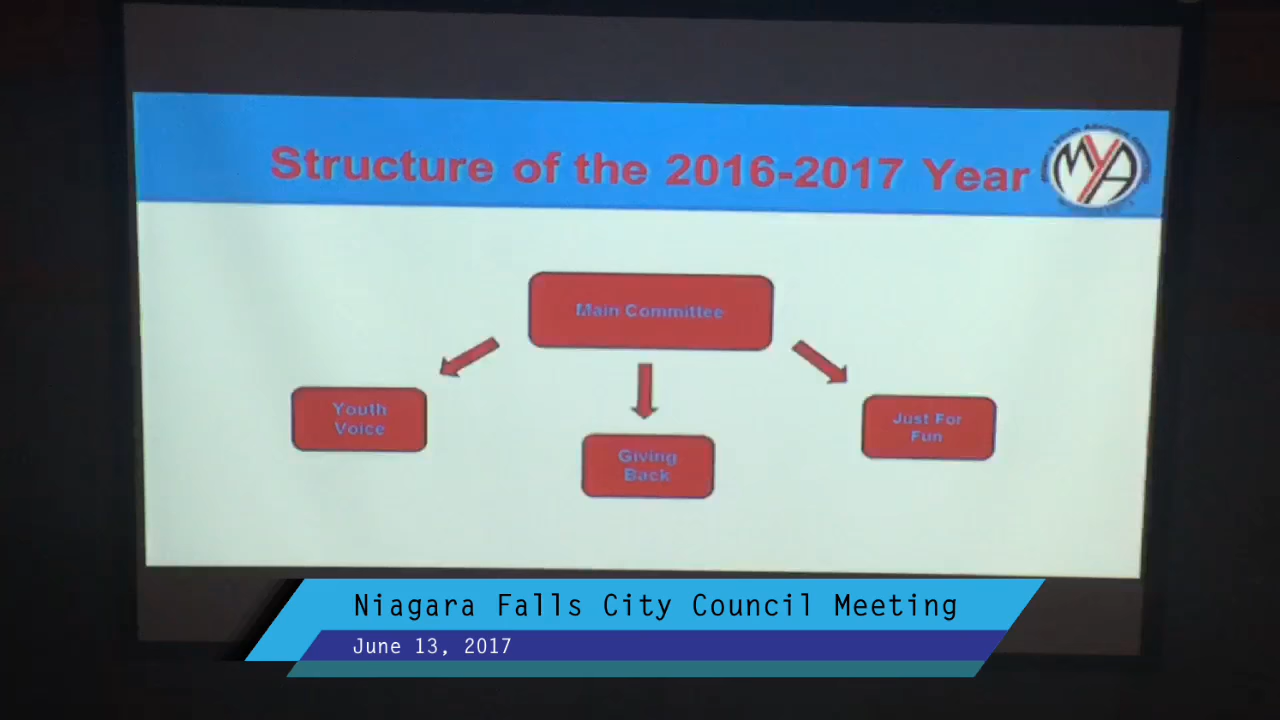 Structure of the 2016-2017 Year
MYA
Main Committee
Youth
Voice
Giving
Back
Just For
Fun
Niagara Falls City Council Meeting
June 13, 2017